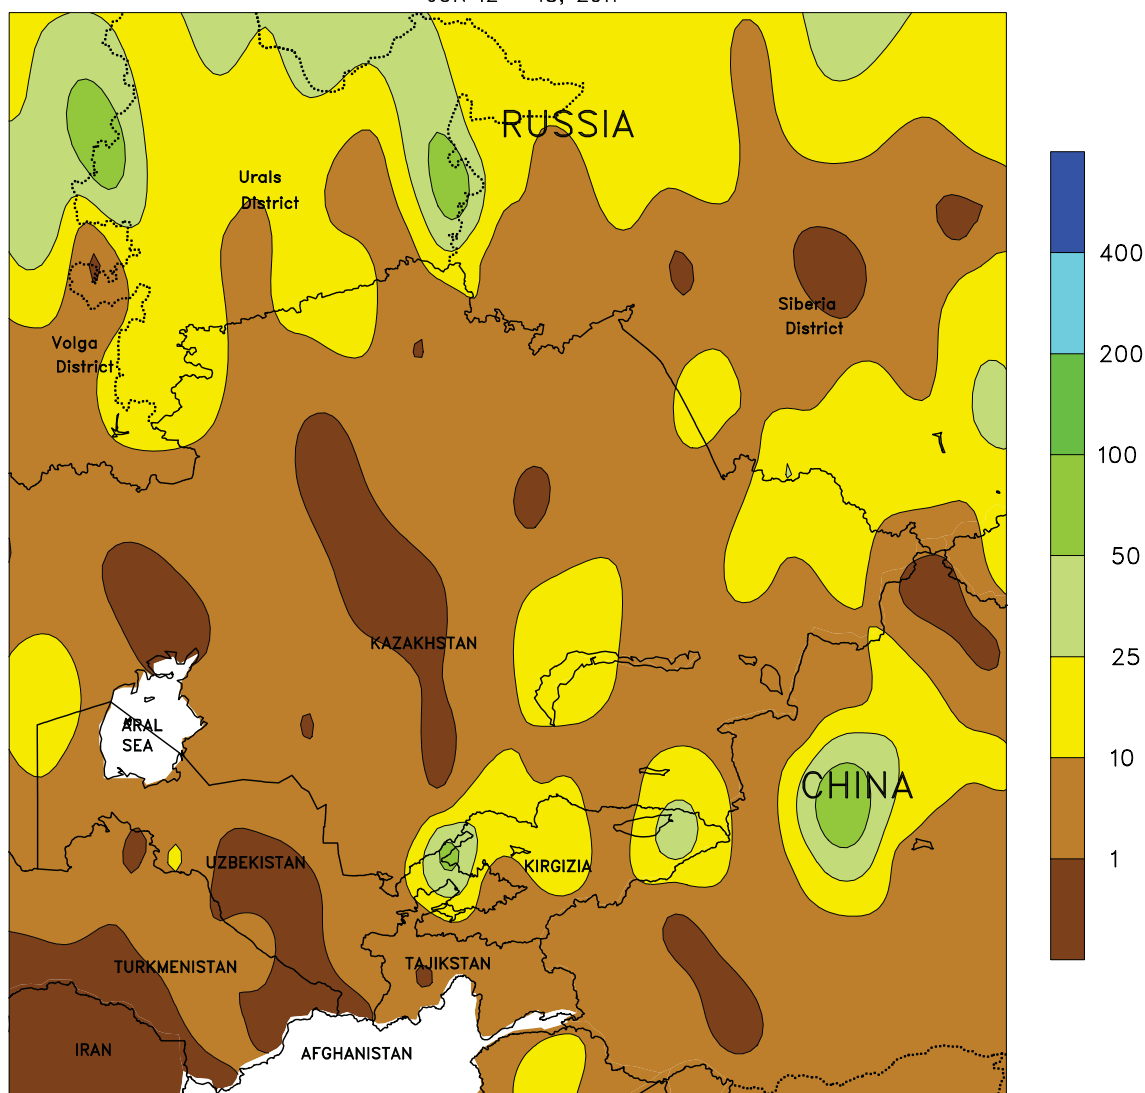 RUSSIA
Urals
District
400
Siberia
District
Volga
District
200
100
50
KAZAKHSTAN
25
ARAL
SEA
10
CHINA
1
UZBEKISTAN
KIRGIZIA
TURKMENISTAN
TAJIKSTAN
IRAN
AFGHANISTAN